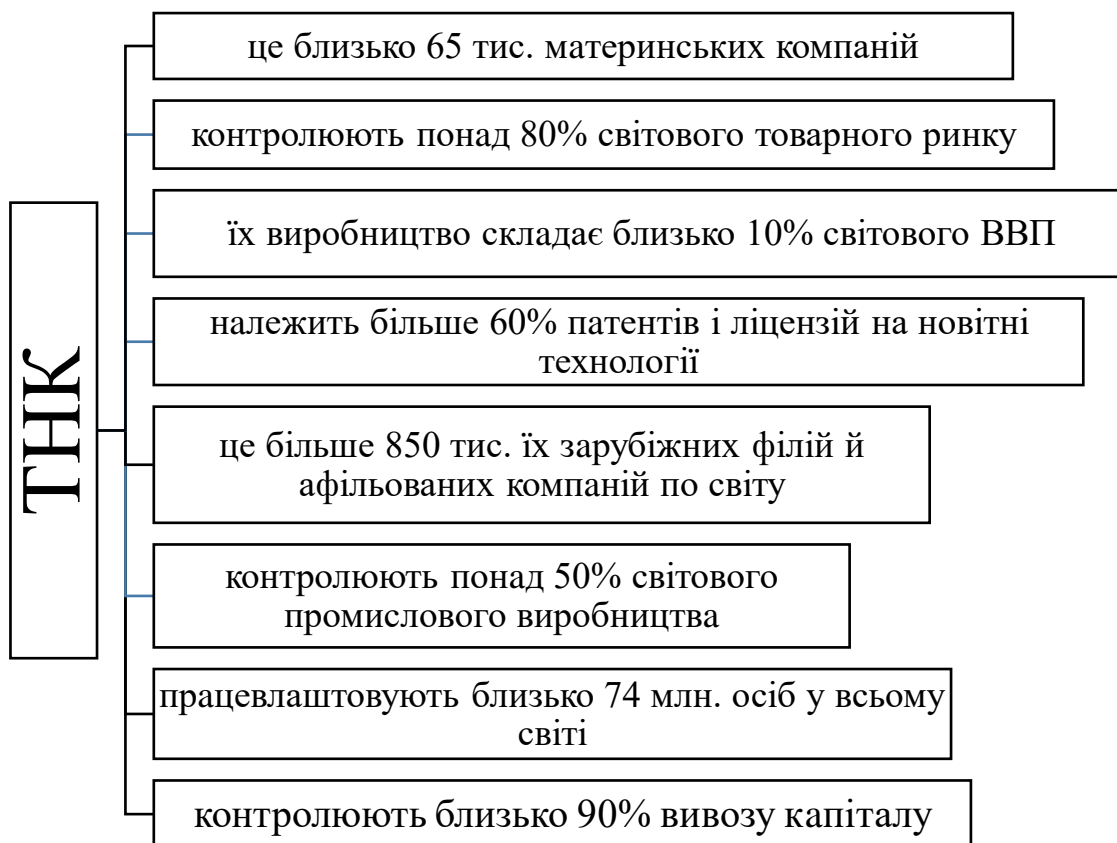 ТНК
це близько 65 тис. материнських компаній
контролюють понад 80% світового товарного ринку
їх виробництво складає близько 10% світового ВВП
належить більше 60% патентів і ліцензій на новітні
технології
це більше 850 тис. їх зарубіжних філій й
афільованих компаній по світу
контролюють понад 50% світового
промислового виробництва
працевлаштовують близько 74 млн. осіб у всьому
світі
контролюють близько 90% вивозу капіталу